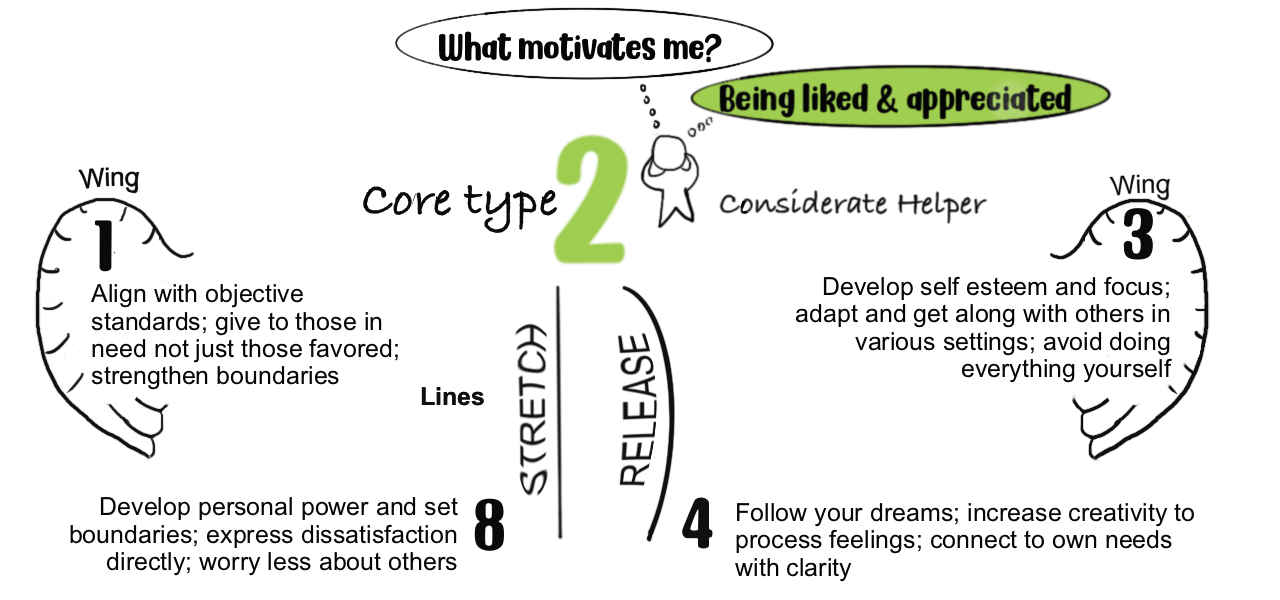 What motivates me?
Being liked & appreciated
Core type 2
Considerate Helper
Wing
1
Align with objective
standards; give to those in
need not just those favored;
strengthen boundaries
Wing
3
Develop self esteem and focus;
adapt and get along with others in
various settings; avoid doing
everything yourself
Lines
STRETCH
RELEASE
8
Develop personal power and set
boundaries; express dissatisfaction
directly; worry less about others
4
Follow your dreams; increase creativity to
process feelings; connect to own needs
with clarity